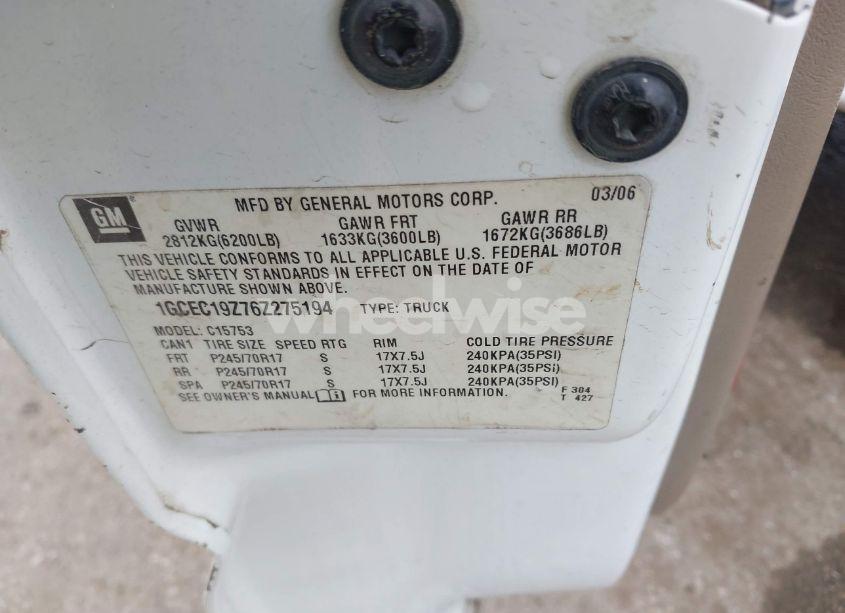 GM
MFD BY GENERAL MOTORS CORP. 03/06
GVWR GAWR FRT GAWR RR
2812KG(6200LB) 1633KG(3600LB) 1672KG(3686LB)
THIS VEHICLE CONFORMS TO ALL APPLICABLE U.S. FEDERAL MOTOR
VEHICLE SAFETY STANDARDS IN EFFECT ON THE DATE OF
MANUFACTURE SHOWN ABOVE.
1GCEC19Z76Z275194 TYPE: TRUCK
wheelwise
MODEL: C15753
CAN1 TIRE SIZE SPEED RTG RIM COLD TIRE PRESSURE
FRT P245/70R17 S 17X7.5J 240KPA(35PSI)
RR P245/70R17 S 17X7.5J 240KPA(35PSi)
SPA P245/70R17 S 17X7.5J 240KPA(35PSI)
SEE OWNER'S MANUAL FOR MORE INFORMATION. F 304
T 427